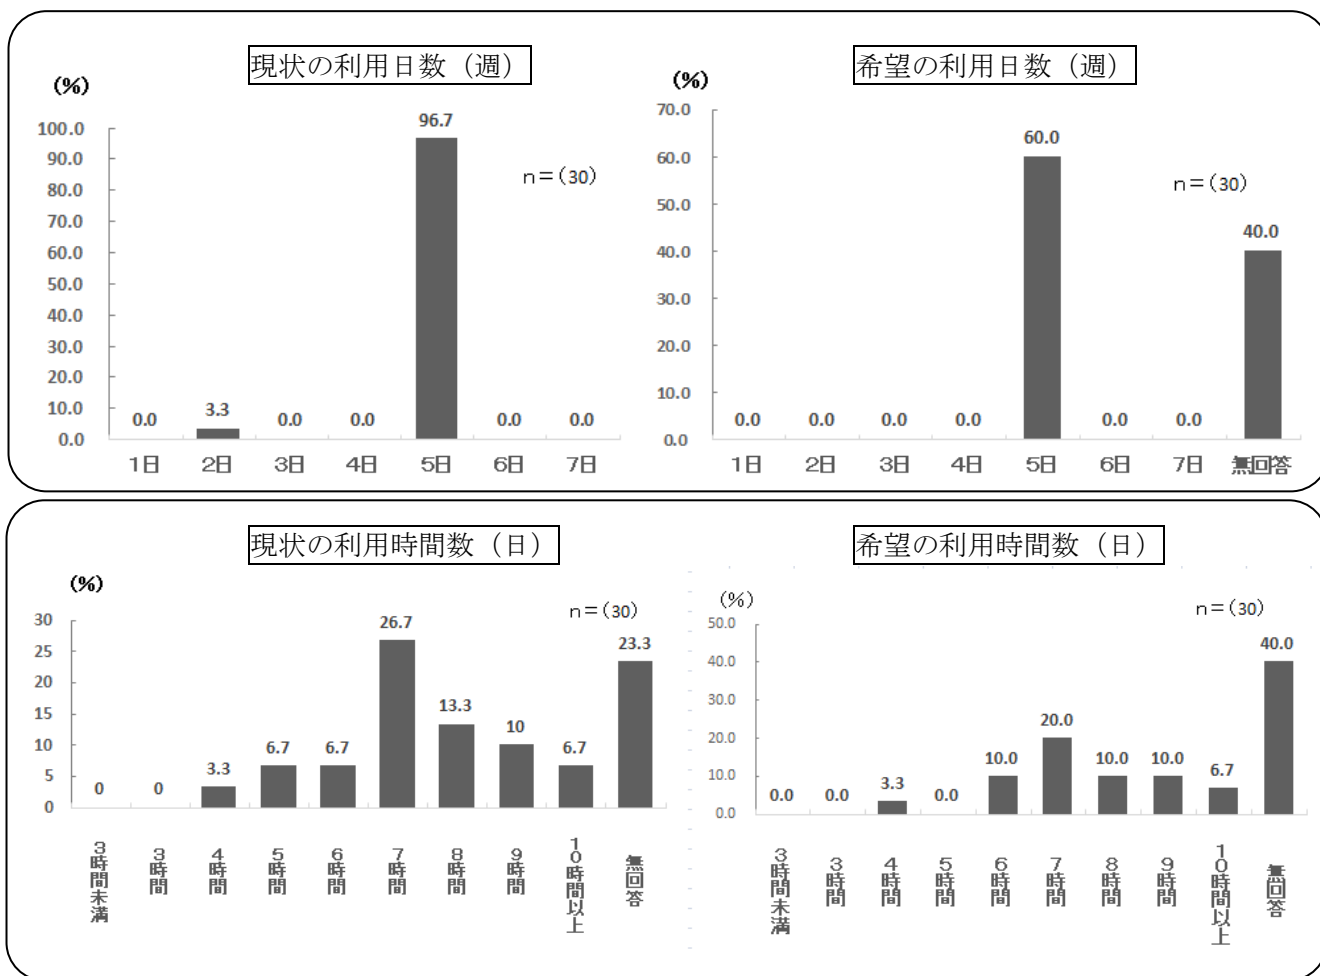 現状の利用日数（週）
(%)
100.0
90.0
80.0
70.0
60.0
50.0
40.0
30.0
20.0
10.0
0.0
n＝(30)
0.0 3.3 0.0 0.0 96.7 0.0 0.0
1日 2日 3日 4日 5日 6日 7日
希望の利用日数（週）
(%)
70.0
60.0
50.0
40.0
30.0
20.0
10.0
0.0
n＝(30)
0.0 0.0 0.0 0.0 60.0 0.0 0.0 40.0
1日 2日 3日 4日 5日 6日 7日 無回答
現状の利用時間数（日）
(%)
30
25
20
15
10
5
0
n＝(30)
0 0 3.3 6.7 6.7 26.7 13.3 10 6.7 23.3
3時間未満
3時間
4時間
5時間
6時間
7時間
8時間
9時間
10時間以上
無回答
希望の利用時間数（日）
(%)
50.0
40.0
30.0
20.0
10.0
0.0
n＝(30)
0.0 0.0 3.3 0.0 10.0 20.0 10.0 10.0 6.7 40.0
3時間未満
3時間
4時間
5時間
6時間
7時間
8時間
9時間
10時間以上
無回答